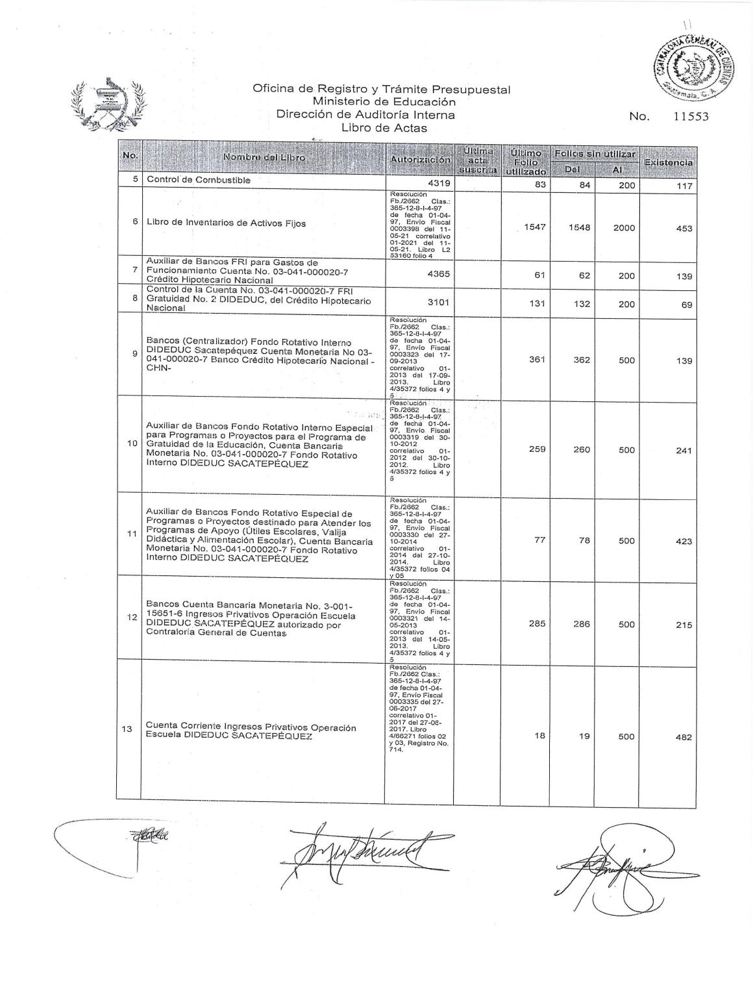 11
CONTRALORÍA GENERAL DE CUENTAS
Guatemala, C. A.
Oficina de Registro y Trámite Presupuestal
Ministerio de Educación
Dirección de Auditoría Interna
Libro de Actas
No. 11553
No. Nombre del Libro Autorización Última acta suscrita Último Folio utilizado Folios sin utilizar Del Al Existencia
5 Control de Combustible 4319 83 84 200 117
6 Libro de Inventarios de Activos Fijos
Resolución
Fb./2662 Clas.:
365-12-8-I-4-97
de fecha 01-04-
97, Envío Fiscal
0003398 del 11-
05-21 correlativo
01-2021 del 11-
05-21. Libro L2
53160 folio 4
1547 1548 2000 453
7
Auxiliar de Bancos FRI para Gastos de
Funcionamiento Cuenta No. 03-041-000020-7
Crédito Hipotecario Nacional
4365 61 62 200 139
8
Control de la Cuenta No. 03-041-000020-7 FRI
Gratuidad No. 2 DIDEDUC, del Crédito Hipotecario
Nacional
3101 131 132 200 69
9
Bancos (Centralizador) Fondo Rotativo Interno
DIDEDUC Sacatepéquez Cuenta Monetaria No 03-
041-000020-7 Banco Crédito Hipotecario Nacional -
CHN-
Resolución
Fb./2662 Clas.:
365-12-8-I-4-97
de fecha 01-04-
97, Envío Fiscal
0003323 del 17-
09-2013
correlativo 01-
2013 del 17-09-
2013. Libro
4/35372 folios 4 y
5
361 362 500 139
10
Auxiliar de Bancos Fondo Rotativo Interno Especial
para Programas o Proyectos para el Programa de
Gratuidad de la Educación, Cuenta Bancaria
Monetaria No. 03-041-000020-7 Fondo Rotativo
Interno DIDEDUC SACATEPÉQUEZ
Resolución
Fb./2662 Clas.:
365-12-8-I-4-97
de fecha 01-04-
97, Envío Fiscal
0003319 del 30-
10-2012
correlativo 01-
2012 del 30-10-
2012. Libro
4/35372 folios 4 y
5
259 260 500 241
11
Auxiliar de Bancos Fondo Rotativo Especial de
Programas o Proyectos destinado para Atender los
Programas de Apoyo (Útiles Escolares, Valija
Didáctica y Alimentación Escolar), Cuenta Bancaria
Monetaria No. 03-041-000020-7 Fondo Rotativo
Interno DIDEDUC SACATEPÉQUEZ
Resolución
Fb./2662 Clas.:
365-12-8-I-4-97
de fecha 01-04-
97, Envío Fiscal
0003330 del 27-
10-2014
correlativo 01-
2014 del 27-10-
2014. Libro
4/35372 folios 04
y 05
77 78 500 423
12
Bancos Cuenta Bancaria Monetaria No. 3-001-
15651-6 Ingresos Privativos Operación Escuela
DIDEDUC SACATEPÉQUEZ autorizado por
Contraloría General de Cuentas
Resolución
Fb./2662 Clas.:
365-12-8-I-4-97
de fecha 01-04-
97, Envío Fiscal
0003321 del 14-
05-2013
correlativo 01-
2013 del 14-05-
2013. Libro
4/35372 folios 4 y
5
285 286 500 215
13
Cuenta Corriente Ingresos Privativos Operación
Escuela DIDEDUC SACATEPÉQUEZ
Resolución
Fb./2662 Clas.:
365-12-8-I-4-97
de fecha 01-04-
97, Envío Fiscal
0003335 del 27-
06-2017
correlativo 01-
2017 del 27-06-
2017. Libro
4/66271 folios 02
y 03, Registro No.
714.
18 19 500 482